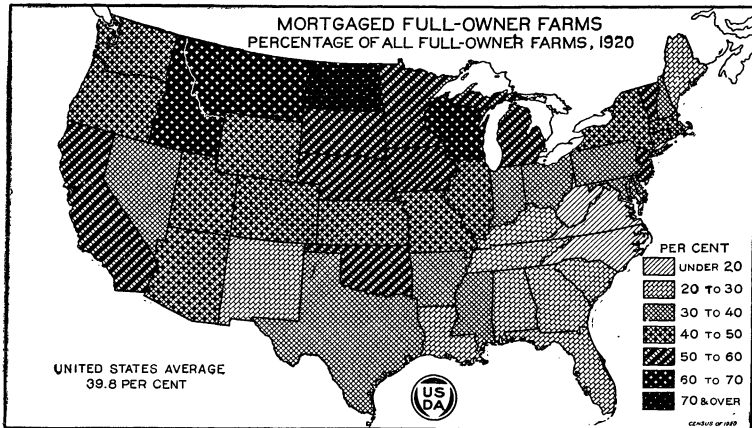 MORTGAGED FULL-OWNER FARMS
PERCENTAGE OF ALL FULL-OWNER FARMS, 1920
PER CENT
UNDER 20
20 TO 30
30 TO 40
40 TO 50
50 TO 60
60 TO 70
70 & OVER
UNITED STATES AVERAGE
39.8 PER CENT
US
DA
CENSUS OF 1920